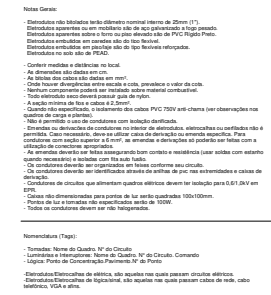 Notas Gerais:
- Eletrodutos não bitolados terão diâmetro nominal interno de 25mm (1").
- Eletrodutos aparentes ou em mobiliário são de aço galvanizado a fogo pesado.
- Eletrodutos aparentes sobre o forro ou piso elevado são de PVC Rígido Preto.
- Eletrodutos embutidos em paredes são do tipo flexível.
- Eletrodutos embutidos em piso/laje são do tipo flexíveis reforçados.
- Eletrodutos no solo são de PEAD.
- Conferir medidas e distâncias no local.
- As dimensões são dadas em cm.
- As bitolas dos cabos são dadas em mm².
- Onde houver divergências entre escala e cota, prevalece o valor da cota.
- Nenhum componente poderá ser instalado sobre material combustível.
- Todo eletroduto seco deverá possuir guia de nylon.
- A seção mínima de fios e cabos é 2,5mm².
- Quando não especificado, o isolamento dos cabos PVC 750V anti-chama (ver observações nos
quadros de carga e plantas).
- Não é permitido o uso de condutores com isolação danificada.
- Emendas ou derivações de condutores no interior de eletrodutos, eletrocalhas ou perfilados não é
permitida. Caso necessário, deve se utilizar caixa de derivação ou emenda específica. Para
condutores com seção superior a 6 mm², as emendas e derivações só poderão ser feitas com a
utilização de conectores apropriados.
- As emendas deverão ser feitas assegurando bom contato e resistência (usar soldas com estanho
quando necessário) e isoladas com fita auto fusão.
- Os condutores deverão ser organizados em feixes conforme seu circuito.
- Os condutores deverão ser identificados através de anilhas de pvc nas extremidades e caixas de
derivação.
- Condutores de circuitos que alimentam quadros elétricos devem ter isolação para 0,6/1,0kV em
EPR.
- Caixas não dimensionadas para pontos de luz serão quadradas 100x100mm.
- Pontos de luz e tomadas não especificados serão de 100W.
- Todos os condutores devem ser não halogenados.
Nomenclatura (Tags):
- Tomadas: Nome do Quadro. N° do Circuito
- Luminárias e Interruptores: Nome do Quadro. N° do Circuito. Comando
- Lógica: Ponto de Concentração.Pavimento.N° do Ponto
-Eletrodutos/Eletrocalhas de elétrica, são aquelas nas quais passam circuitos elétricos.
-Eletrodutos/Eletrocalhas de lógica/sinal, são aquelas nas quais passam cabos de rede, cabo
telefônico, VGA e afins.